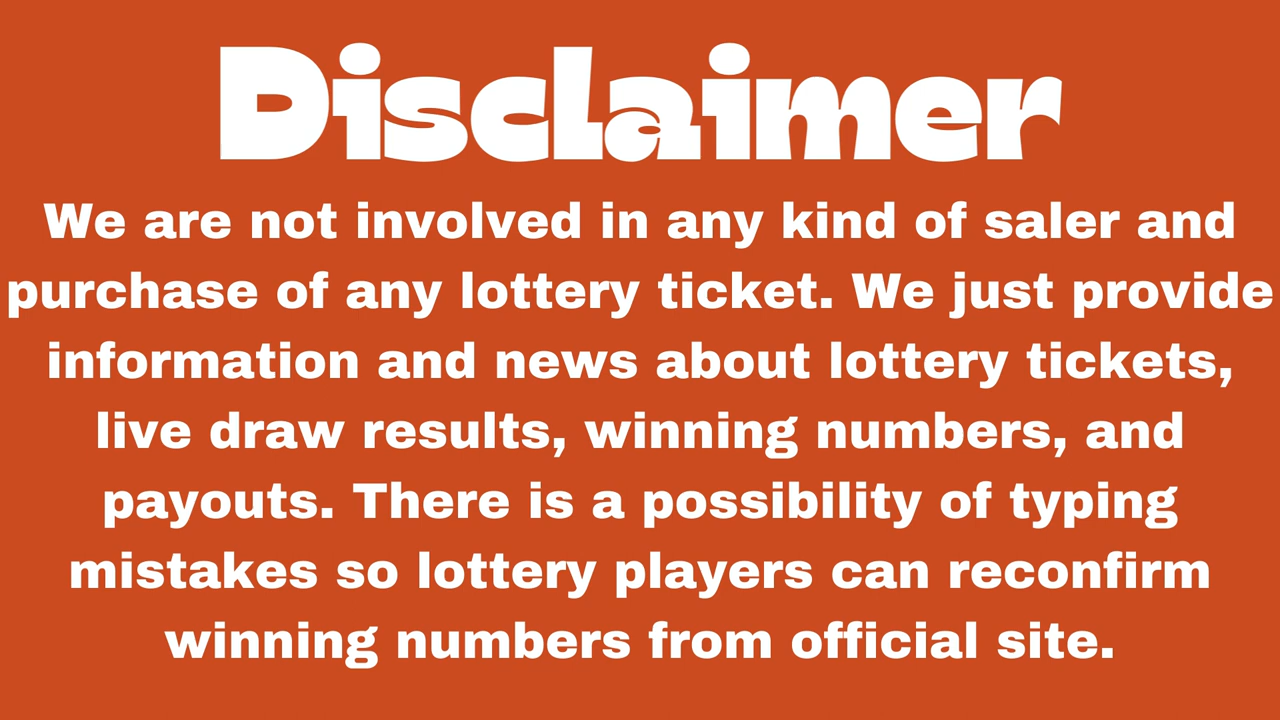 Disclaimer
We are not involved in any kind of saler and
purchase of any lottery ticket. We just provide
information and news about lottery tickets,
live draw results, winning numbers, and
payouts. There is a possibility of typing
mistakes so lottery players can reconfirm
winning numbers from official site.